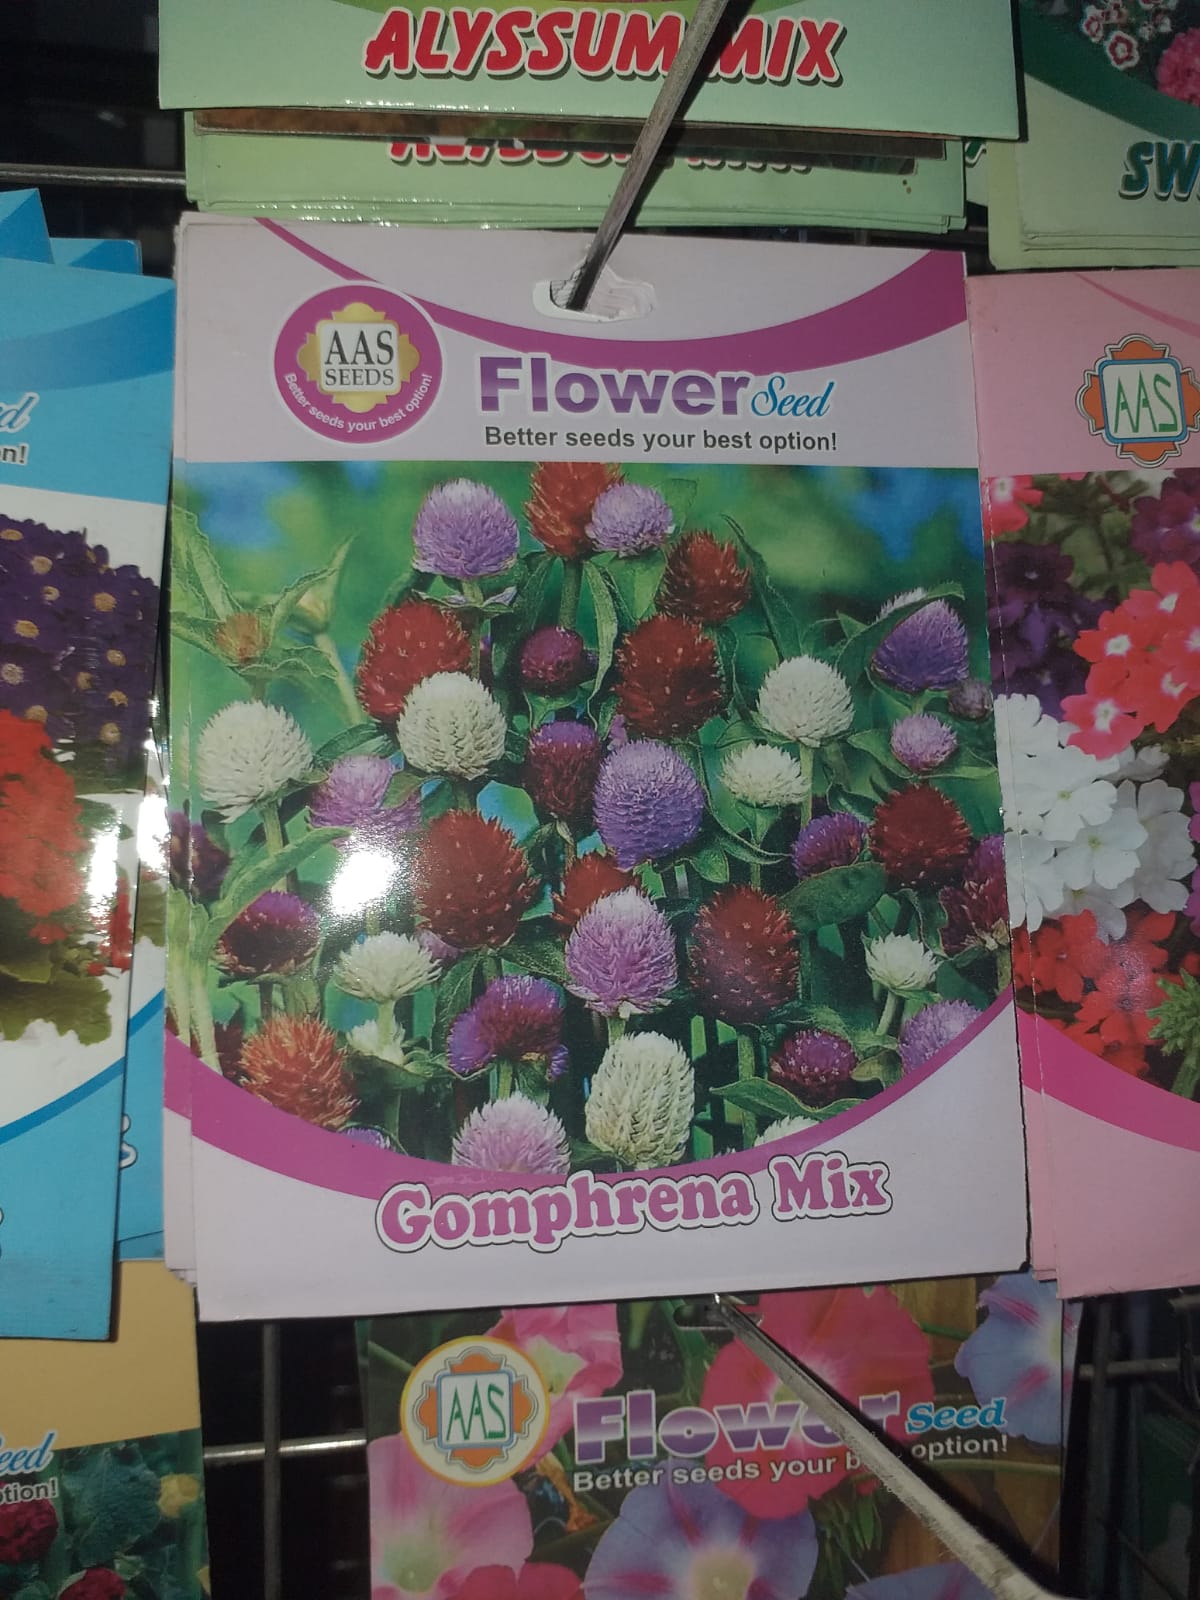 ALYSSUM MIX
SW
AAS
SEEDS
Better seeds your best option!
Flower Seed
Better seeds your best option!
AAS
Gomphrena Mix
AAS
Flower Seed
Better seeds your b option!